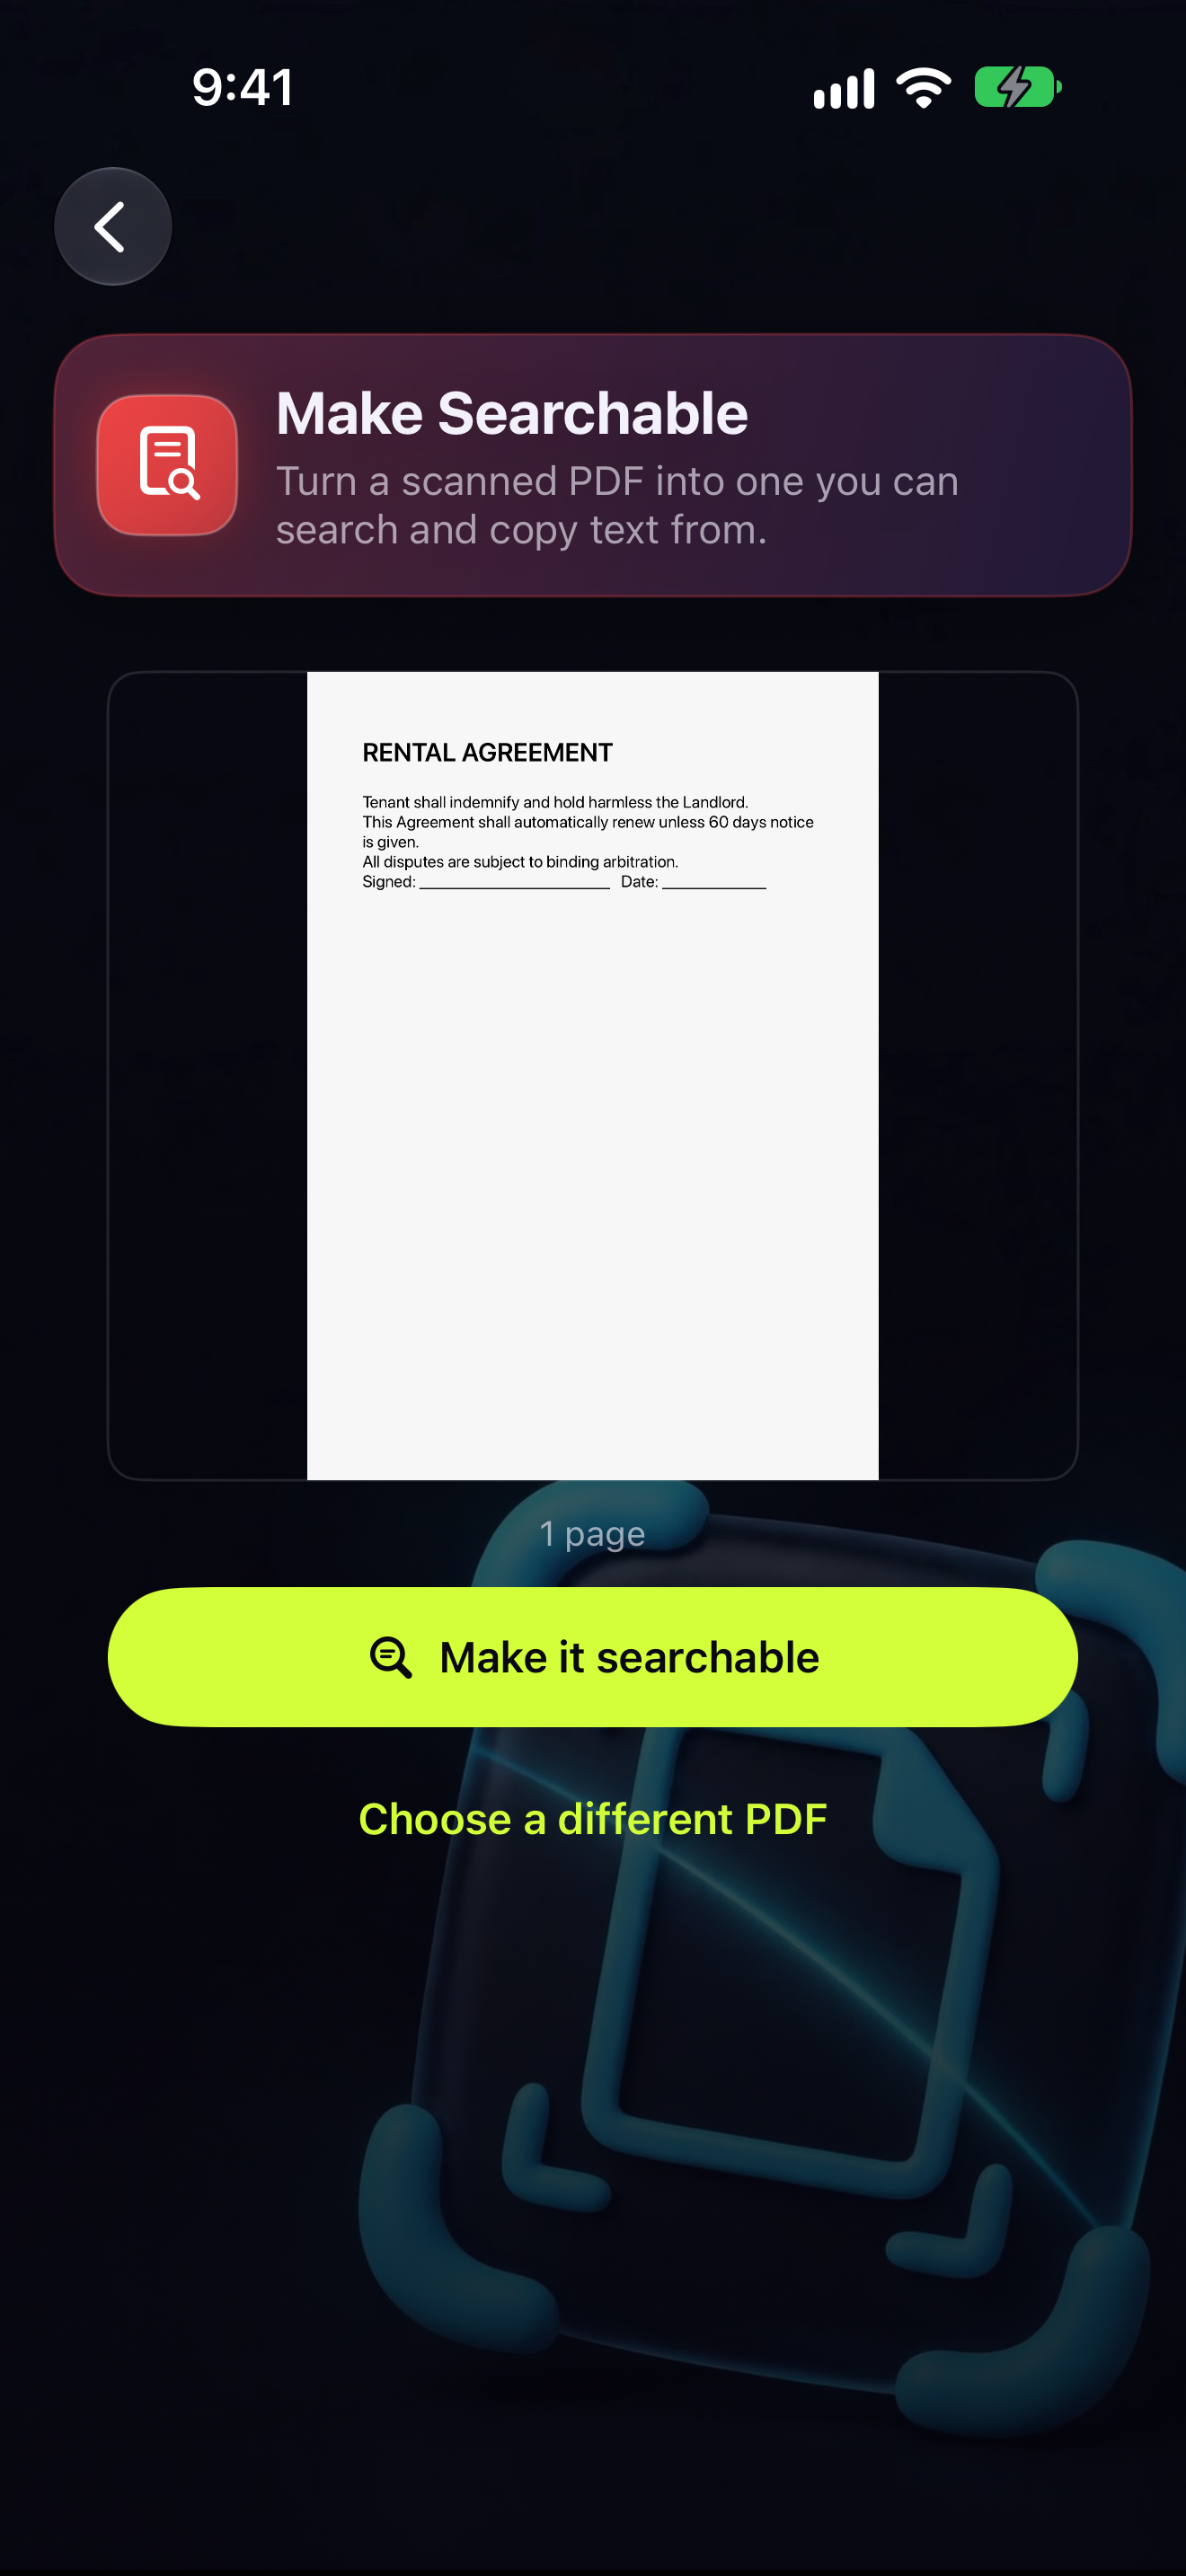 9:41
Make Searchable
Turn a scanned PDF into one you can
search and copy text from.
RENTAL AGREEMENT
Tenant shall indemnify and hold harmless the Landlord.
This Agreement shall automatically renew unless 60 days notice
is given.
All disputes are subject to binding arbitration.
Signed: ______________________ Date: ____________
1 page
Make it searchable
Choose a different PDF